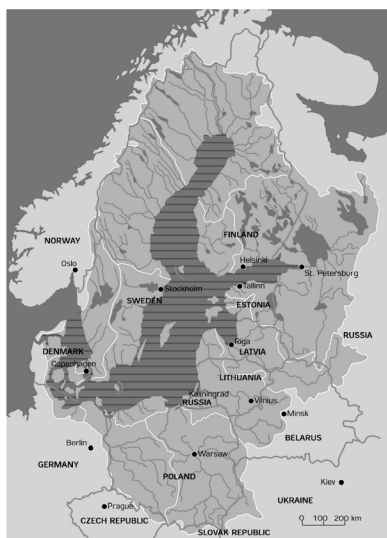 FINLAND
NORWAY
Helsinki
Oslo
St. Petersburg
Stockholm
Tallinn
SWEDEN
ESTONIA
RUSSIA
Riga
DENMARK
LATVIA
Copenhagen
LITHUANIA
Kaliningrad
RUSSIA
Vilnius
Minsk
BELARUS
Berlin
Warsaw
GERMANY
POLAND
Kiev
UKRAINE
Prague
CZECH REPUBLIC
0 100 200 km
SLOVAK REPUBLIC